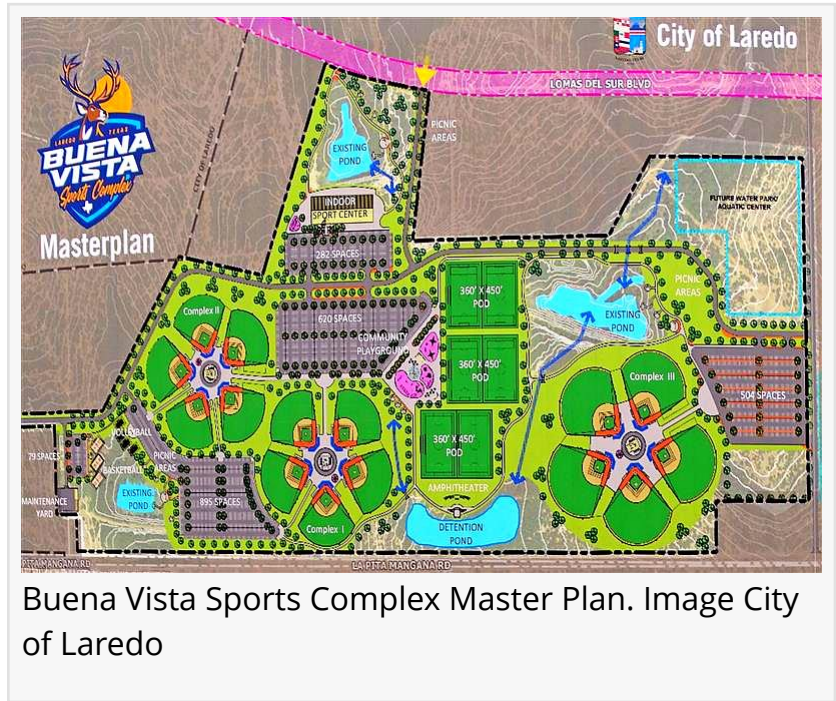 City of Laredo
LOMAS DEL SUR BLVD
LAREDO TEXAS
BUENA
VISTA
Sports Complex
Masterplan
CITY OF LAREDO
PICNIC
AREAS
EXISTING
POND
INDOOR
SPORT CENTER
282 SPACES
FUTURE WATER PARK/
AQUATIC CENTER
PICNIC
AREAS
360' X 450'
POD
EXISTING
POND
Complex II
620 SPACES
COMMUNITY
PLAYGROUND
360' X 450'
POD
Complex III
504 SPACES
360' X 450'
POD
VOLLEYBALL
BASKETBALL
PICNIC
AREAS
79 SPACES
MAINTENANCE
YARD
EXISTING
POND
895 SPACES
Complex I
AMPHITHEATER
DETENTION
POND
PITA MANGANA RD
LA PITA MANGANA RD
Buena Vista Sports Complex Master Plan. Image City
of Laredo